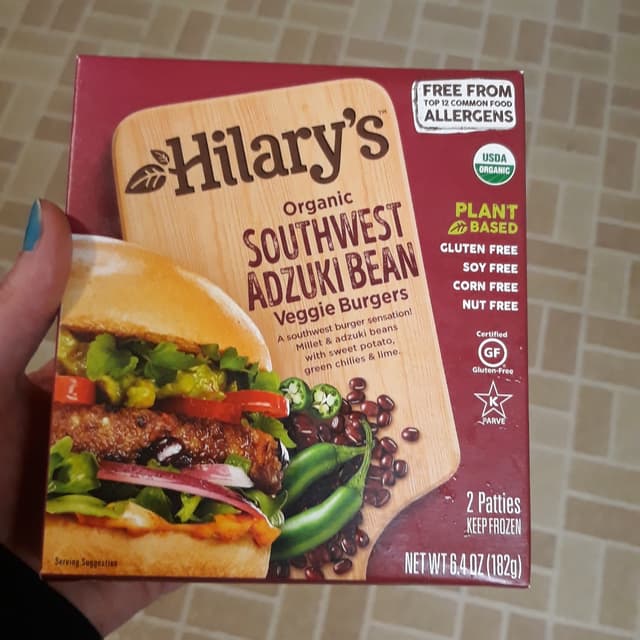 FREE FROM
TOP 12 COMMON FOOD
ALLERGENS
Hilary's™
USDA
ORGANIC
Organic
SOUTHWEST
ADZUKI BEAN
Veggie Burgers
A southwest burger sensation!
Millet & adzuki beans
with sweet potato,
green chilies & lime.
PLANT
BASED
GLUTEN FREE
SOY FREE
CORN FREE
NUT FREE
Certified
GF
Gluten-Free
K
PARVE
2 Patties
KEEP FROZEN
NET WT 6.4 OZ (182g)
Serving Suggestion